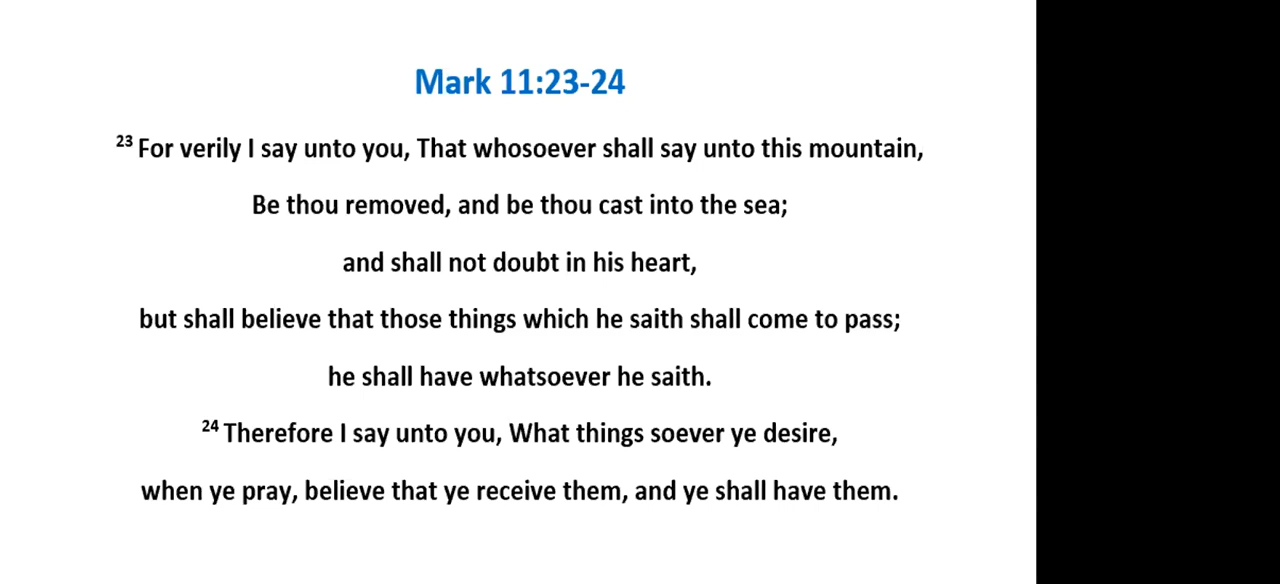 Mark 11:23-24
23 For verily I say unto you, That whosoever shall say unto this mountain,
Be thou removed, and be thou cast into the sea;
and shall not doubt in his heart,
but shall believe that those things which he saith shall come to pass;
he shall have whatsoever he saith.
24 Therefore I say unto you, What things soever ye desire,
when ye pray, believe that ye receive them, and ye shall have them.